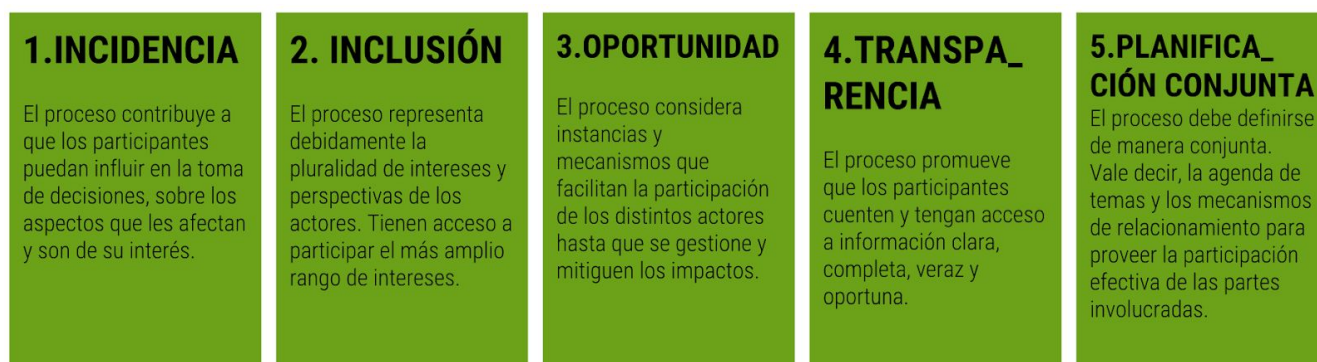 1.INCIDENCIA
El proceso contribuye a
que los participantes
puedan influir en la toma
de decisiones, sobre los
aspectos que les afectan
y son de su interés.
2. INCLUSIÓN
El proceso representa
debidamente la
pluralidad de intereses y
perspectivas de los
actores. Tienen acceso a
participar el más amplio
rango de intereses.
3.OPORTUNIDAD
El proceso considera
instancias y
mecanismos que
facilitan la participación
de los distintos actores
hasta que se gestione y
mitiguen los impactos.
4.TRANSPA_
RENCIA
El proceso promueve
que los participantes
cuenten y tengan acceso
a información clara,
completa, veraz y
oportuna.
5.PLANIFICA_
CIÓN CONJUNTA
El proceso debe definirse
de manera conjunta.
Vale decir, la agenda de
temas y los mecanismos
de relacionamiento para
proveer la participación
efectiva de las partes
involucradas.